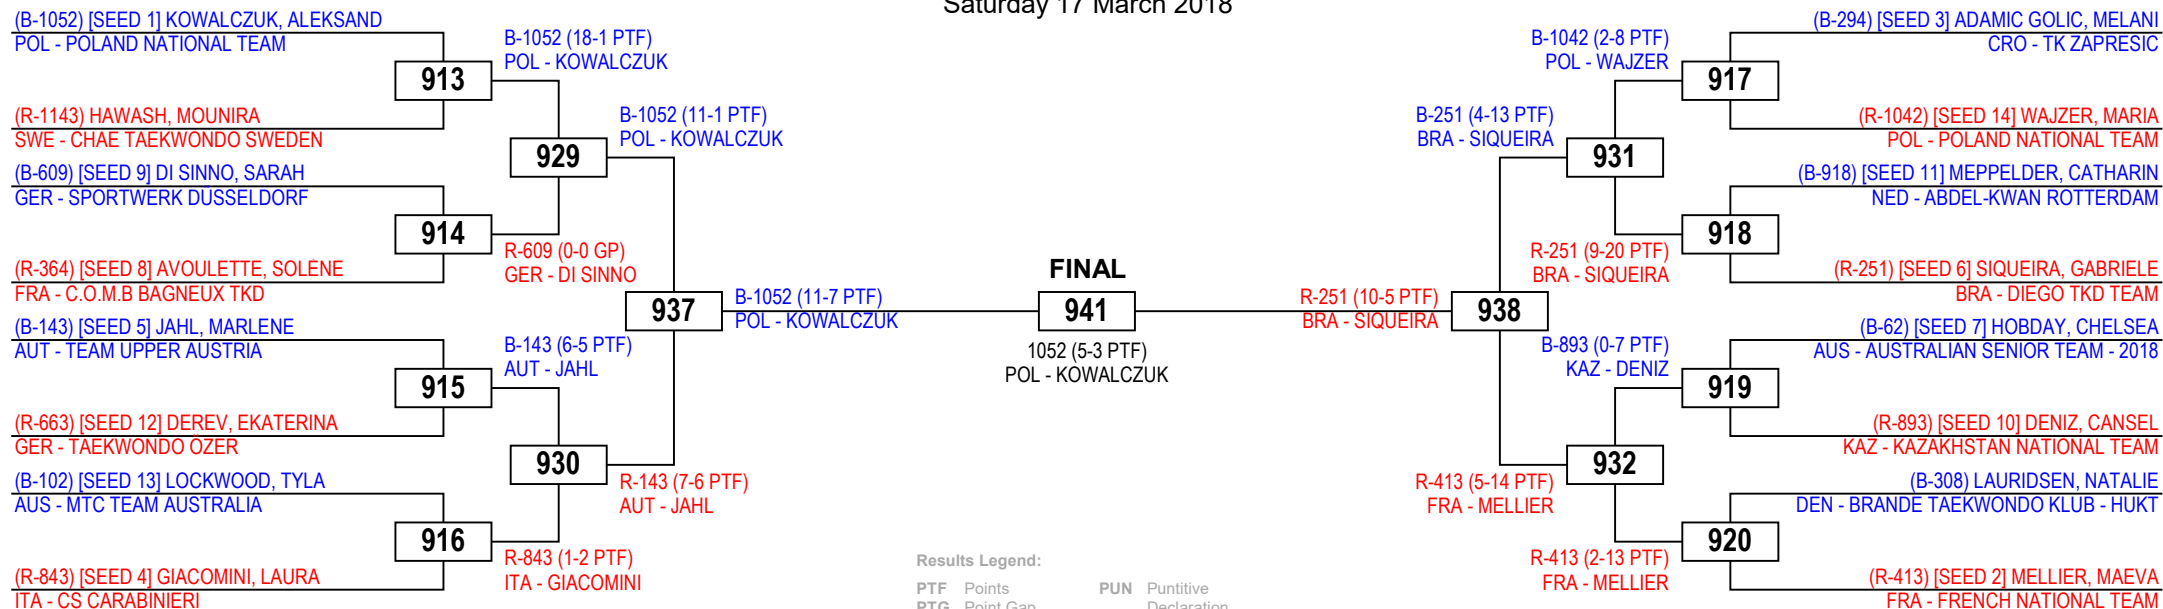 Saturday 17 March 2018
(B-1052) [SEED 1] KOWALCZUK, ALEKSAND
POL - POLAND NATIONAL TEAM
913
(R-1143) HAWASH, MOUNIRA
SWE - CHAE TAEKWONDO SWEDEN
(B-609) [SEED 9] DI SINNO, SARAH
GER - SPORTWERK DÜSSELDORF
914
(R-364) [SEED 8] AVOULETTE, SOLÈNE
FRA - C.O.M.B BAGNEUX TKD
(B-143) [SEED 5] JAHL, MARLENE
AUT - TEAM UPPER AUSTRIA
915
(R-663) [SEED 12] DEREV, EKATERINA
GER - TAEKWONDO ÖZER
(B-102) [SEED 13] LOCKWOOD, TYLA
AUS - MTC TEAM AUSTRALIA
916
(R-843) [SEED 4] GIACOMINI, LAURA
ITA - CS CARABINIERI
B-1052 (18-1 PTF)
POL - KOWALCZUK
929
R-609 (0-0 GP)
GER - DI SINNO
B-143 (6-5 PTF)
AUT - JAHL
930
R-843 (1-2 PTF)
ITA - GIACOMINI
B-1052 (11-1 PTF)
POL - KOWALCZUK
937
R-143 (7-6 PTF)
AUT - JAHL
B-1052 (11-7 PTF)
POL - KOWALCZUK
FINAL
941
1052 (5-3 PTF)
POL - KOWALCZUK
R-251 (10-5 PTF)
BRA - SIQUEIRA
B-251 (4-13 PTF)
BRA - SIQUEIRA
938
R-413 (5-14 PTF)
FRA - MELLIER
B-1042 (2-8 PTF)
POL - WAJZER
931
R-251 (9-20 PTF)
BRA - SIQUEIRA
B-893 (0-7 PTF)
KAZ - DENIZ
932
R-413 (2-13 PTF)
FRA - MELLIER
(B-294) [SEED 3] ADAMIC GOLIC, MELANI
CRO - TK ZAPRESIC
917
(R-1042) [SEED 14] WAJZER, MARIA
POL - POLAND NATIONAL TEAM
(B-918) [SEED 11] MEPPELDER, CATHARIN
NED - ABDEL-KWAN ROTTERDAM
918
(R-251) [SEED 6] SIQUEIRA, GABRIELE
BRA - DIEGO TKD TEAM
(B-62) [SEED 7] HOBDAY, CHELSEA
AUS - AUSTRALIAN SENIOR TEAM - 2018
919
(R-893) [SEED 10] DENIZ, CANSEL
KAZ - KAZAKHSTAN NATIONAL TEAM
(B-308) LAURIDSEN, NATALIE
DEN - BRANDE TAEKWONDO KLUB - HUKT
920
(R-413) [SEED 2] MELLIER, MAEVA
FRA - FRENCH NATIONAL TEAM
Results Legend:
PTF Points PUN Puntitive
PTG Point Gap Declaration